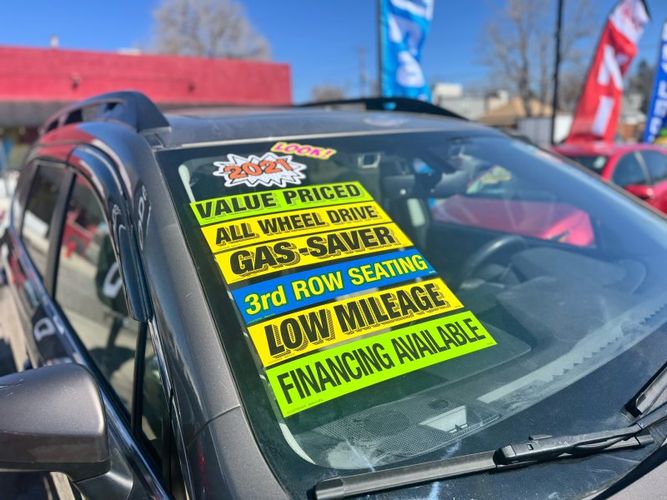 LOOK!
2021
VALUE PRICED
ALL WHEEL DRIVE
GAS-SAVER
3rd ROW SEATING
LOW MILEAGE
FINANCING AVAILABLE